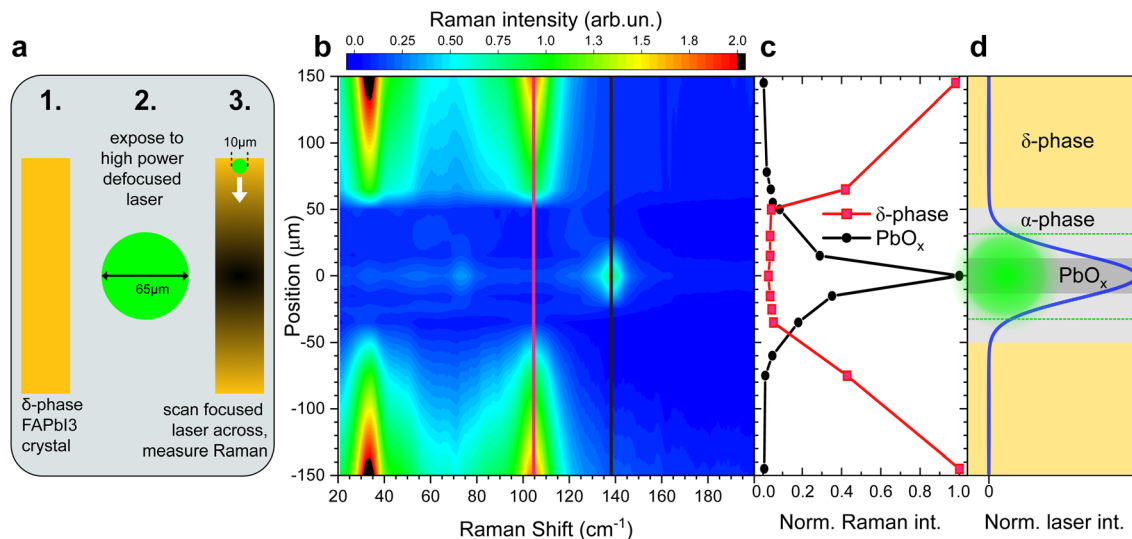 a
1.
2.
3.
expose to
high power
defocused
laser
10μm
65μm
δ-phase
FAPbI3
crystal
scan focused
laser across,
measure Raman
b
Raman intensity (arb.un.)
0.0 0.25 0.50 0.75 1.0 1.3 1.5 1.8 2.0
Position (μm)
150
100
50
0
-50
-100
-150
20 40 60 80 100 120 140 160 180
Raman Shift (cm⁻¹)
c
δ-phase
PbOₓ
0.0 0.2 0.4 0.6 0.8 1.0
Norm. Raman int.
d
δ-phase
α-phase
PbOₓ
0
Norm. laser int.